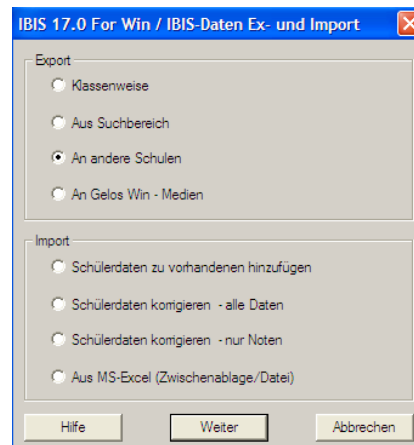 IBIS 17.0 For Win / IBIS-Daten Ex- und Import
Export
Klassenweise
Aus Suchbereich
An andere Schulen
An Gelos Win - Medien
Import
Schülerdaten zu vorhandenen hinzufügen
Schülerdaten korrigieren - alle Daten
Schülerdaten korrigieren - nur Noten
Aus MS-Excel (Zwischenablage/Datei)
Hilfe Weiter Abbrechen